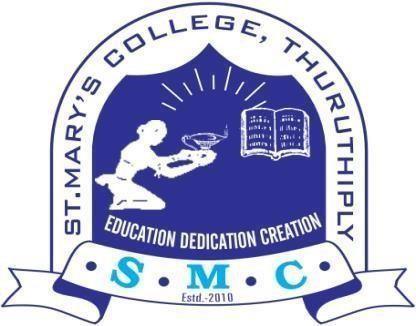 ST.MARY'S COLLEGE, THURUTHIPLY
EDUCATION DEDICATION CREATION
· S · M · C ·
Estd.-2010